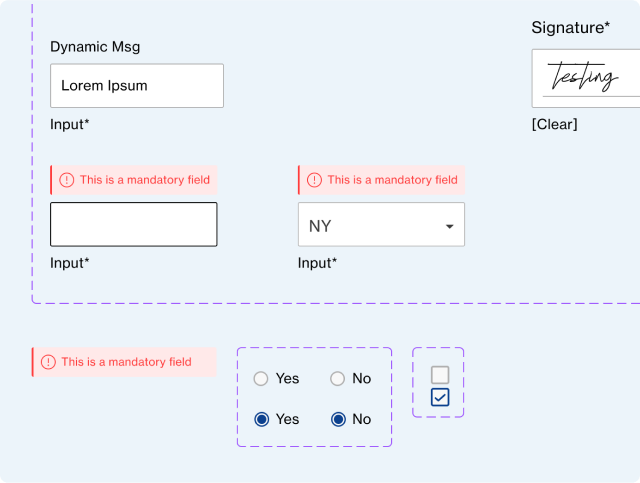 Signature*
Dynamic Msg
Lorem Ipsum
testing
Input*
[Clear]
This is a mandatory field
This is a mandatory field
NY
Input*
Input*
This is a mandatory field
Yes
No
Yes
No